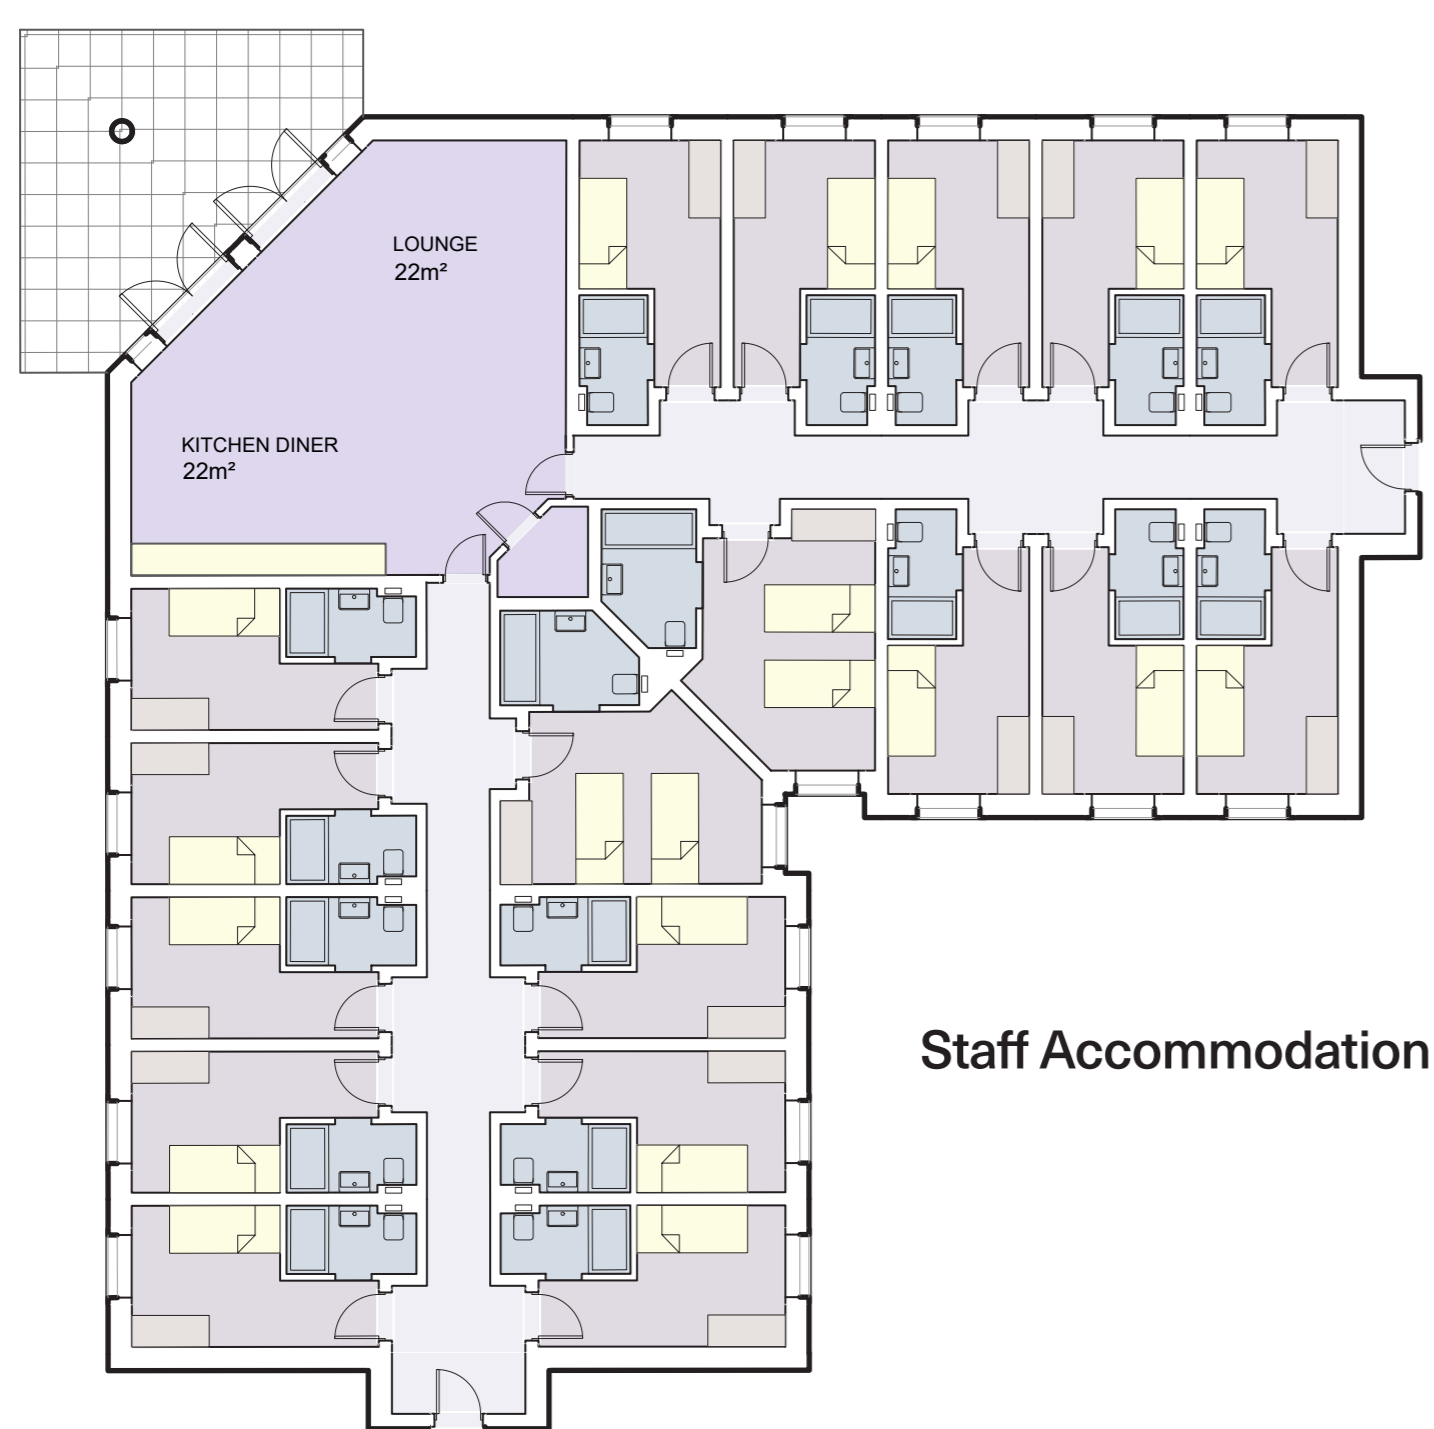 LOUNGE
22m²
KITCHEN DINER
22m²
Staff Accommodation